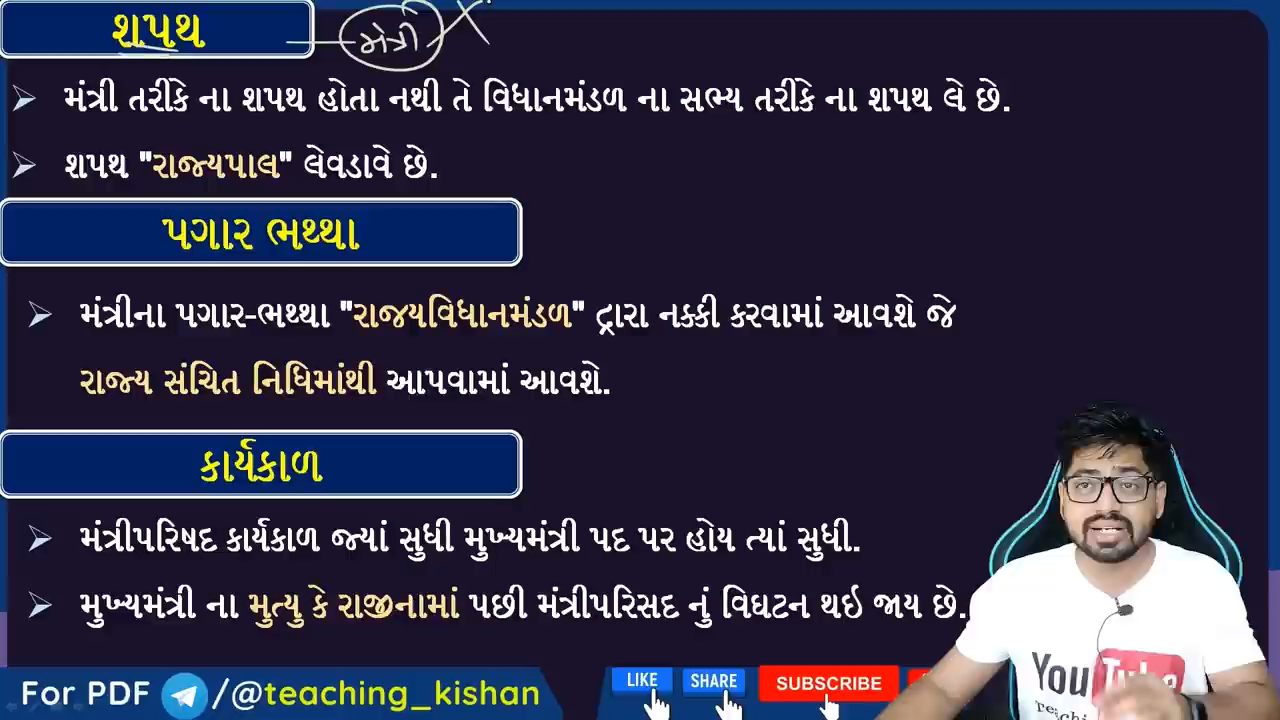 શપથ
મંત્રી
મંત્રી તરીકે ના શપથ હોતા નથી તે વિધાનમંડળ ના સભ્ય તરીકે ના શપથ લે છે.
શપથ "રાજ્યપાલ" લેવડાવે છે.
પગાર ભથ્થા
મંત્રીના પગાર-ભથ્થા "રાજયવિધાનમંડળ" દ્રારા નક્કી કરવામાં આવશે જે
રાજ્ય સંચિત નિધિમાંથી આપવામાં આવશે.
કાર્યકાળ
મંત્રીપરિષદ કાર્યકાળ જ્યાં સુધી મુખ્યમંત્રી પદ પર હોય ત્યાં સુધી.
મુખ્યમંત્રી ના મુત્યુ કે રાજીનામાં પછી મંત્રીપરિસદ નું વિઘટન થઇ જાય છે.
For PDF /@teaching_kishan
LIKE SHARE SUBSCRIBE
YouTube